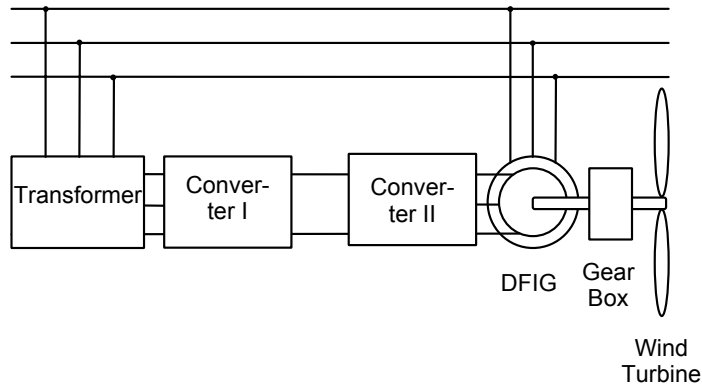 Transformer
Conver-
ter I
Conver-
ter II
DFIG
Gear
Box
Wind
Turbine